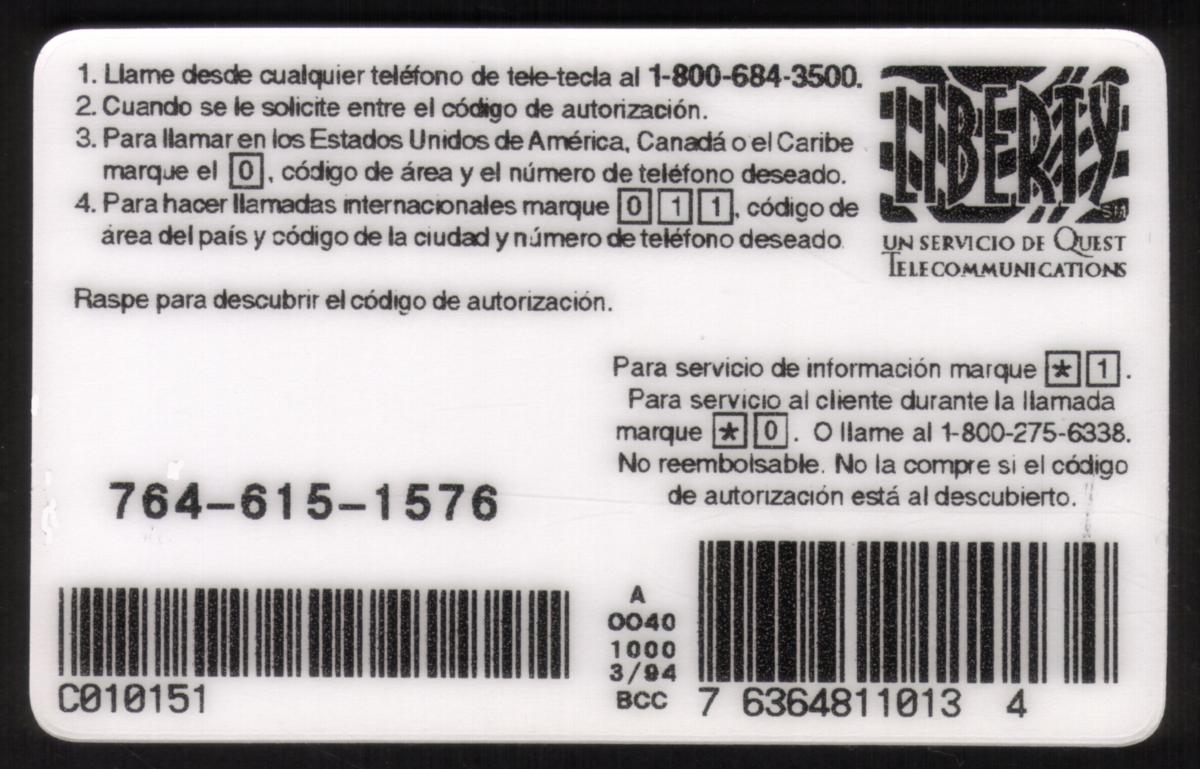 1. Llame desde cualquier teléfono de tele-tecla al 1-800-684-3500.
2. Cuando se le solicite entre el código de autorización.
3. Para llamar en los Estados Unidos de América, Canadá o el Caribe
marque el 0, código de área y el número de teléfono deseado.
4. Para hacer llamadas internacionales marque 0 1 1, código de
área del país y código de la ciudad y número de teléfono deseado
LIBERTY
UN SERVICIO DE QUEST
TELECOMMUNICATIONS
Raspe para descubrir el código de autorización.
Para servicio de información marque * 1.
Para servicio al cliente durante la llamada
marque * 0. O llame al 1-800-275-6338.
No reembolsable. No la compre si el código
de autorización está al descubierto.
764-615-1576
C010151
A
0040
1000
3/94
BCC
7 6364811013 4